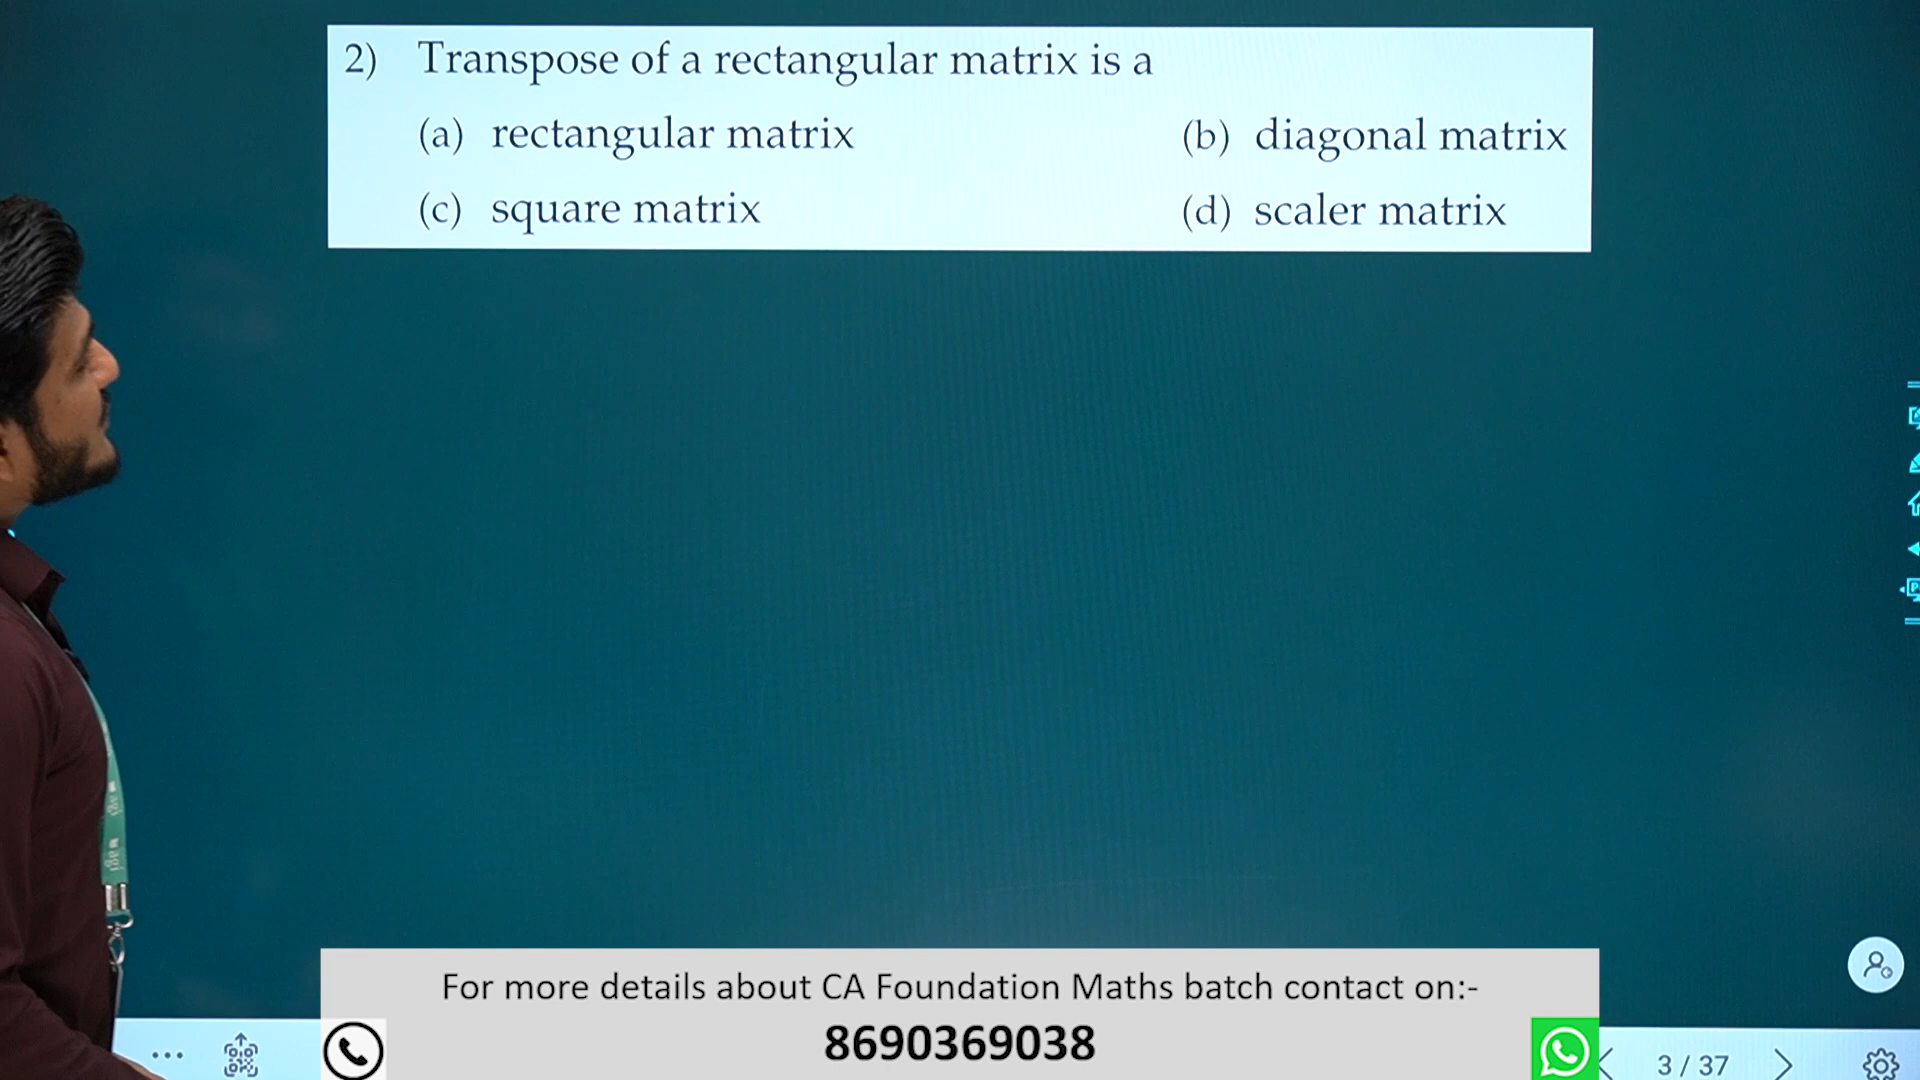 2) Transpose of a rectangular matrix is a
(a) rectangular matrix (b) diagonal matrix
(c) square matrix (d) scaler matrix
For more details about CA Foundation Maths batch contact on:-
8690369038
3 / 37